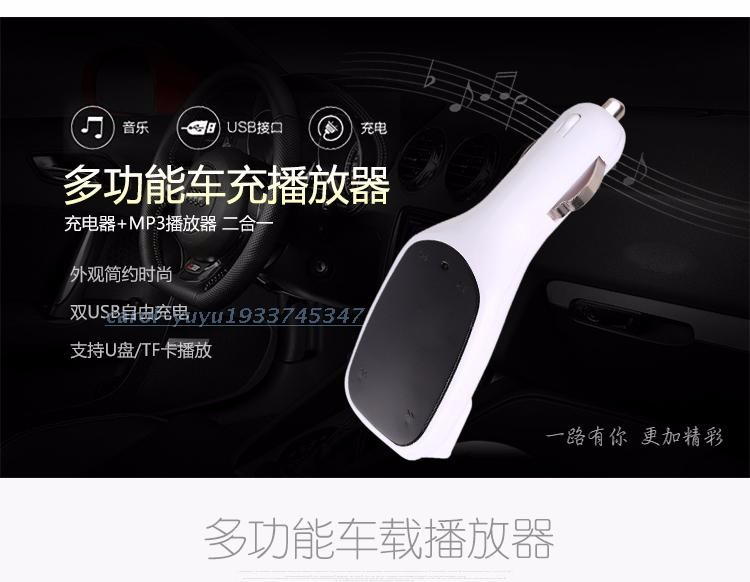 音乐 USB接口 充电
多功能车充播放器
充电器+MP3播放器 二合一
外观简约时尚
双USB自由充电
carol-yuyu1933745347
支持U盘/TF卡播放
一路有你 更加精彩
多功能车载播放器